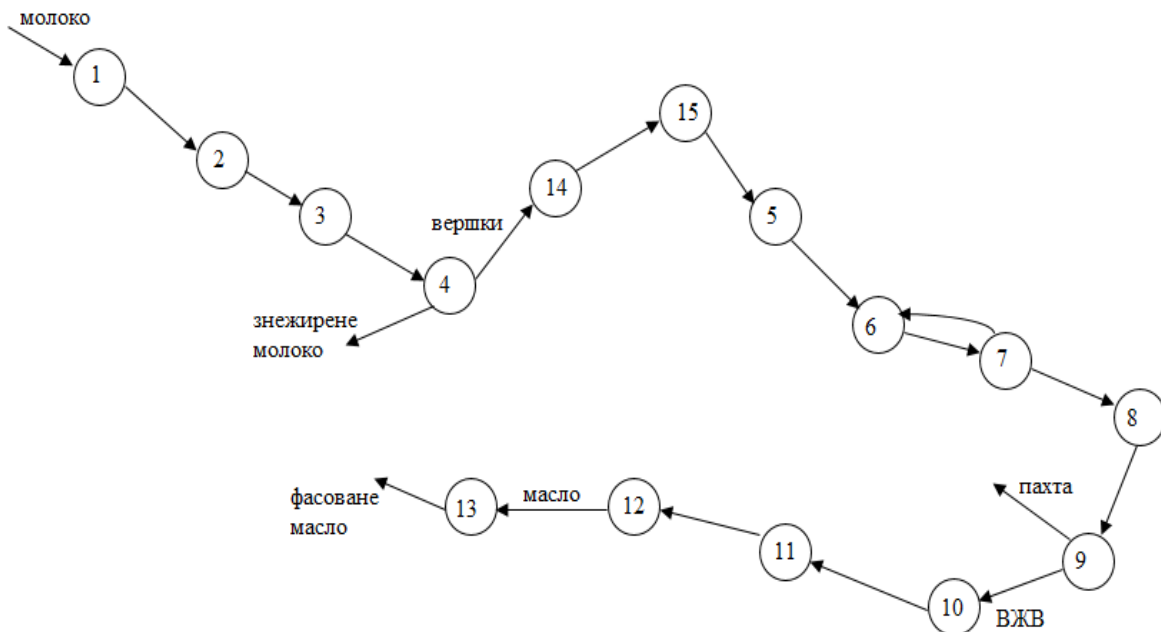 молоко
1
2
3
4
вершки
знежирене
молоко
14
15
5
6
7
8
пахта
9
ВЖВ
10
11
12
масло
13
фасоване
масло